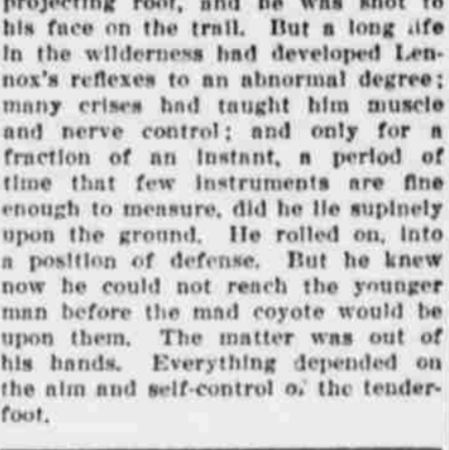 projecting roof, and he was shot to
his face on the trail. But a long life
in the wilderness had developed Len-
nox's reflexes to an abnormal degree;
many crises had taught him muscle
and nerve control; and only for a
fraction of an instant, a period of
time that few instruments are fine
enough to measure, did he lie supinely
upon the ground. He rolled on, into
a position of defense. But he knew
now he could not reach the younger
man before the mad coyote would be
upon them. The matter was out of
his hands. Everything depended on
the aim and self-control of the tender-
foot.